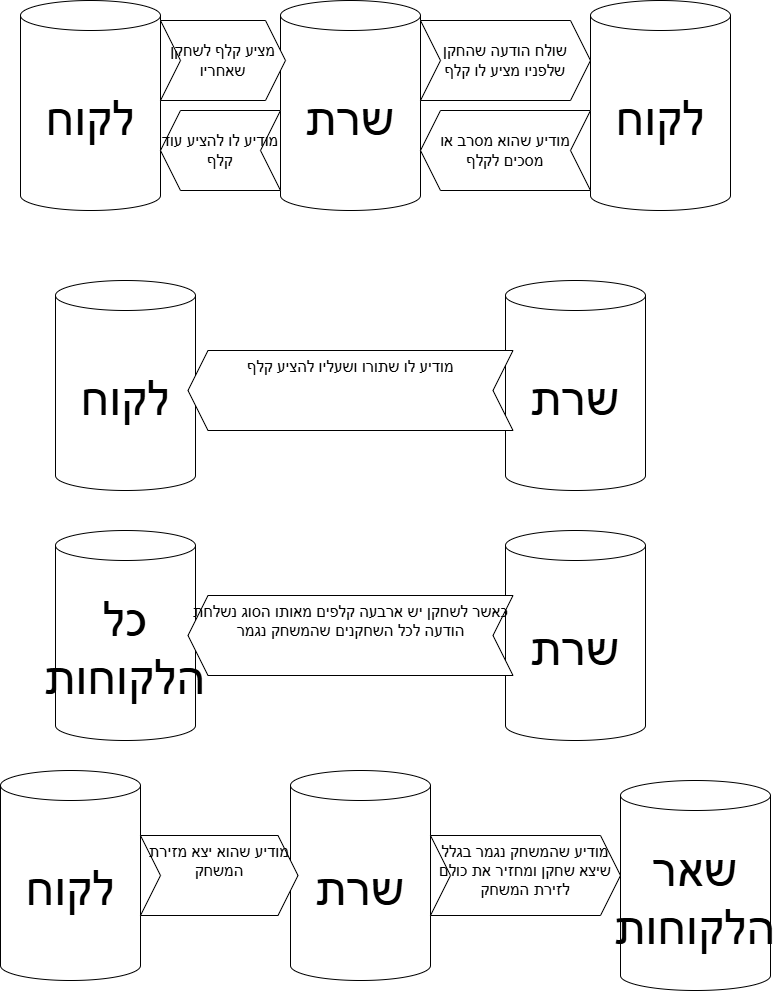 לקוח
מציע קלף לשחקן
שאחריו
מודיע לו להציע עוד
קלף
שרת
שולח הודעה שהחקן
שלפניו מציע לו קלף
מודיע שהוא מסרב או
מסכים לקלף
לקוח
לקוח
מודיע לו שתורו ושעליו להציע קלף
שרת
כל
הלקוחות
כאשר לשחקן יש ארבעה קלפים מאותו הסוג נשלחת
הודעה לכל השחקנים שהמשחק נגמר
שרת
לקוח
מודיע שהוא יצא מזירת
המשחק
שרת
מודיע שהמשחק נגמר בגלל
שיצא שחקן ומחזיר את כולם
לזירת המשחק
שאר
הלקוחות